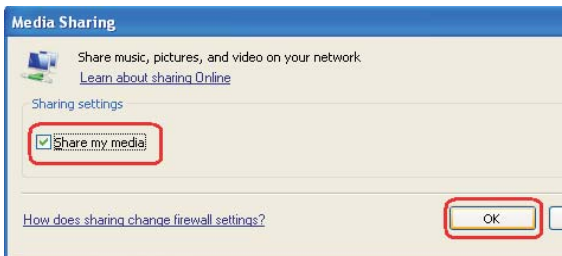 Media Sharing
Share music, pictures, and video on your network
Learn about sharing Online
Sharing settings
Share my media
How does sharing change firewall settings?
OK